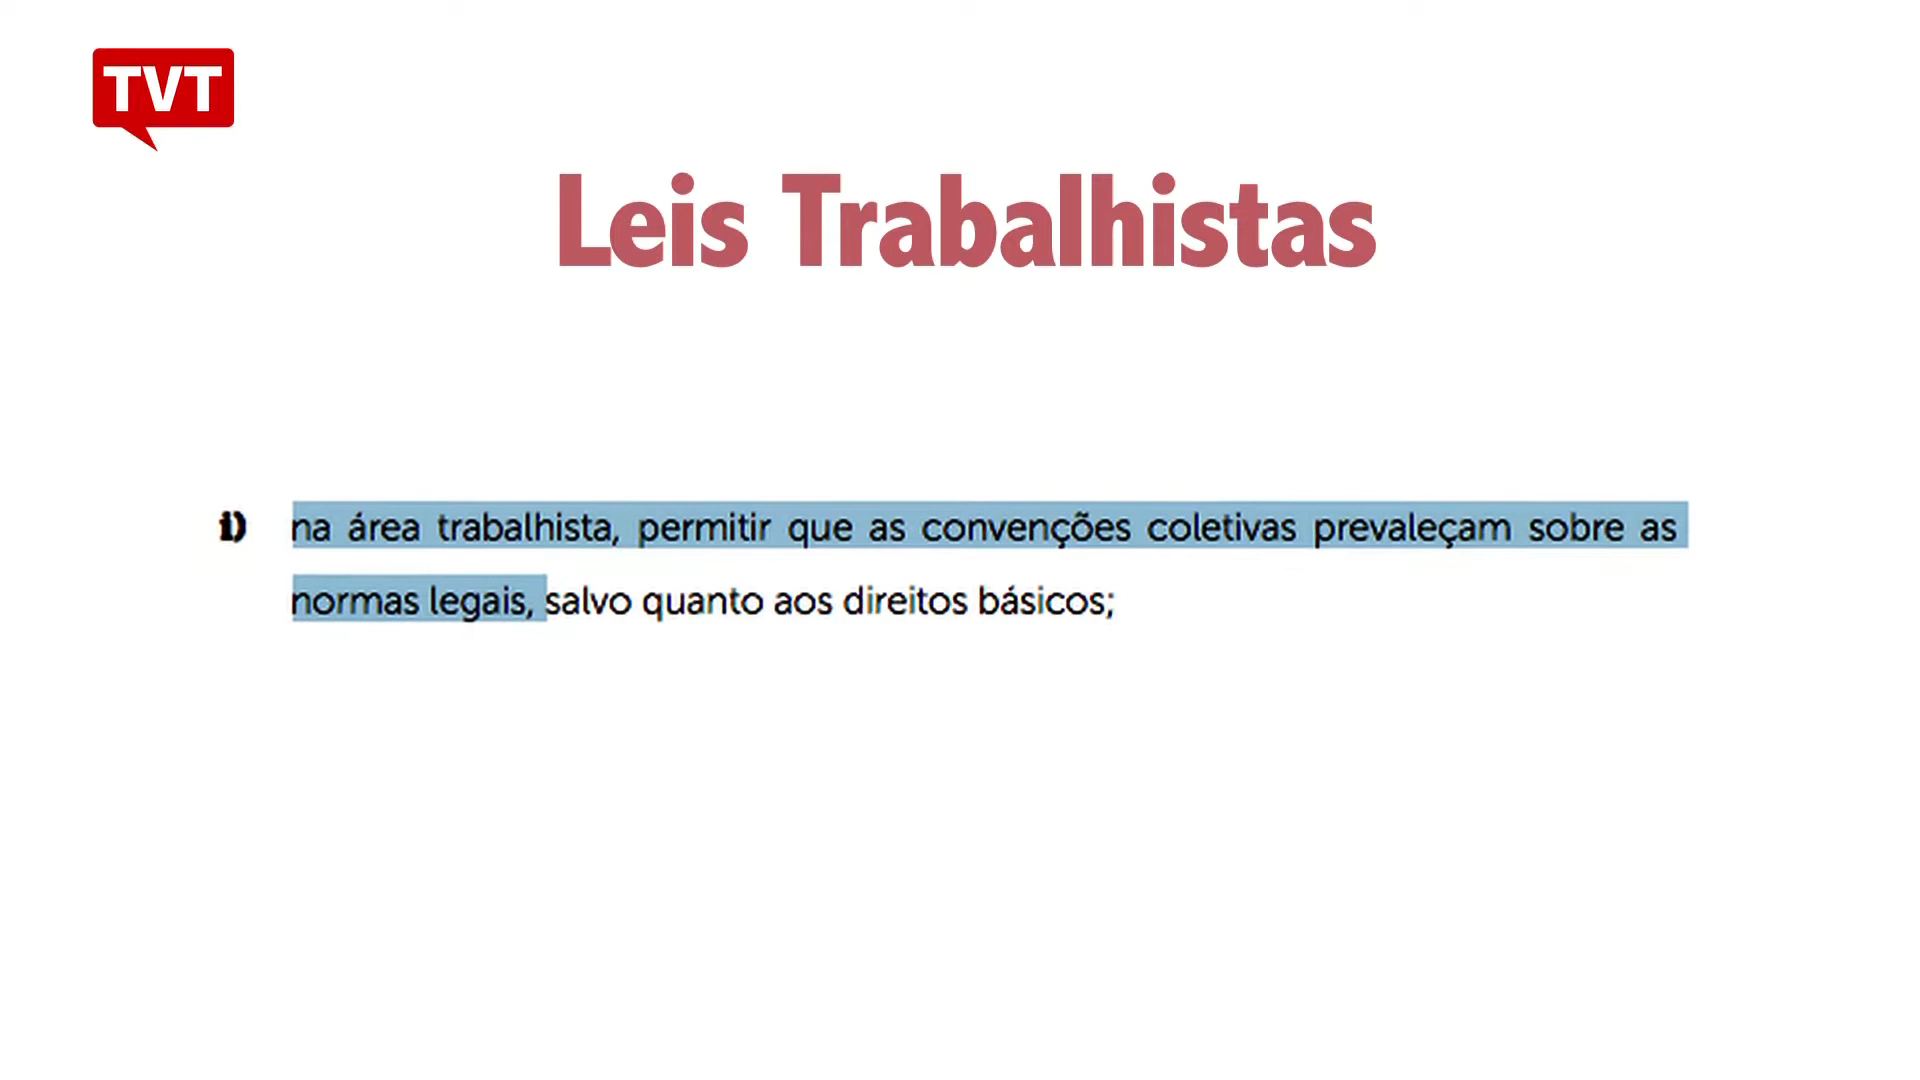 TVT
Leis Trabalhistas
i) na área trabalhista, permitir que as convenções coletivas prevaleçam sobre as
normas legais, salvo quanto aos direitos básicos;